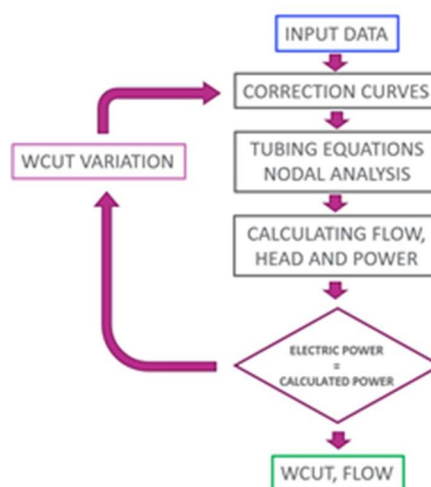 INPUT DATA
CORRECTION CURVES
WCUT VARIATION
TUBING EQUATIONS
NODAL ANALYSIS
CALCULATING FLOW,
HEAD AND POWER
ELECTRIC POWER
=
CALCULATED POWER
WCUT, FLOW